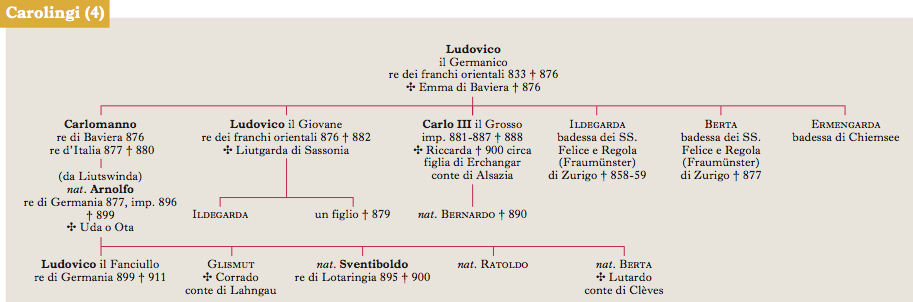 Carolingi (4)
Ludovico
il Germanico
re dei franchi orientali 833 † 876
✣ Emma di Baviera † 876
Carlomanno
re di Baviera 876
re d'Italia 877 † 880
Ludovico il Giovane
re dei franchi orientali 876 † 882
✣ Liutgarda di Sassonia
Carlo III il Grosso
imp. 881-887 † 888
✣ Riccarda † 900 circa
figlia di Erchangar
conte di Alsazia
Ildegarda
badessa dei SS.
Felice e Regola
(Fraumünster)
di Zurigo † 858-59
Berta
badessa dei SS.
Felice e Regola
(Fraumünster)
di Zurigo † 877
Ermengarda
badessa di Chiemsee
(da Liutswinda)
nat. Arnolfo
re di Germania 877, imp. 896
† 899
✣ Uda o Ota
Ildegarda
un figlio † 879
nat. Bernardo † 890
Ludovico il Fanciullo
re di Germania 899 † 911
Glismut
✣ Corrado
conte di Lahngau
nat. Sventiboldo
re di Lotaringia 895 † 900
nat. Ratoldo
nat. Berta
✣ Lutardo
conte di Clèves